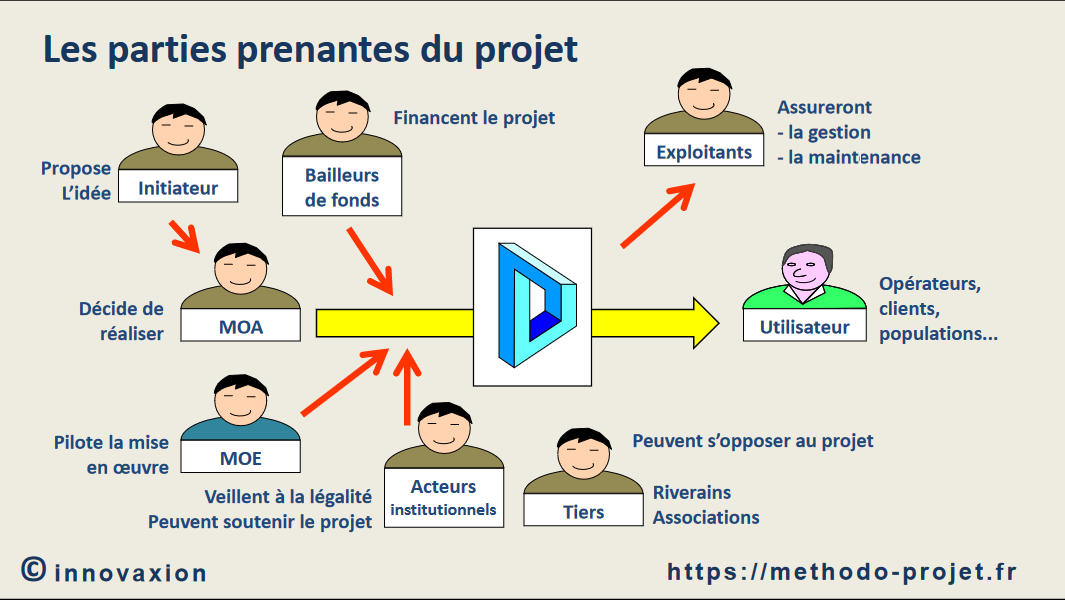 Les parties prenantes du projet
Propose
L'idée
Initiateur
Bailleurs
de fonds
Financent le projet
Exploitants
Assureront
- la gestion
- la maintenance
Décide de
réaliser
MOA
Utilisateur
Opérateurs,
clients,
populations...
Pilote la mise
en œuvre
MOE
Veillent à la légalité
Peuvent soutenir le projet
Acteurs
institutionnels
Tiers
Peuvent s'opposer au projet
Riverains
Associations
© innovaxion
https://methodo-projet.fr